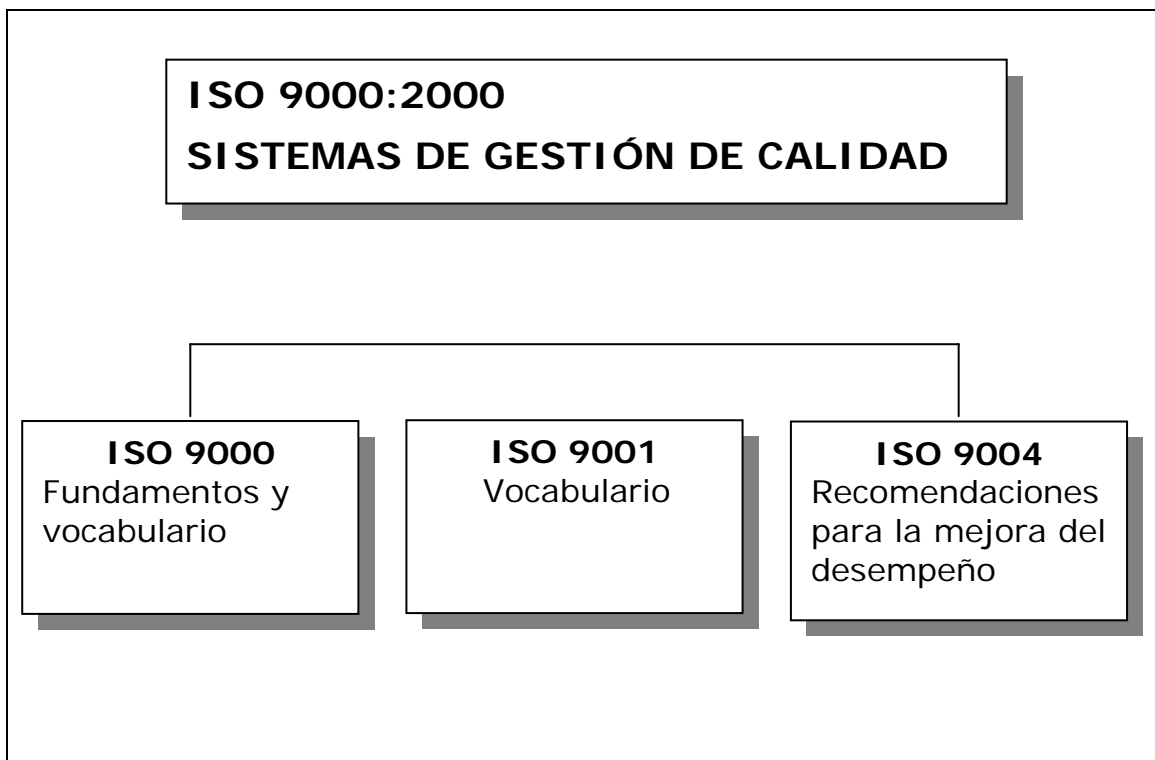 ISO 9000:2000
SISTEMAS DE GESTIÓN DE CALIDAD
ISO 9000
Fundamentos y
vocabulario
ISO 9001
Vocabulario
ISO 9004
Recomendaciones
para la mejora del
desempeño